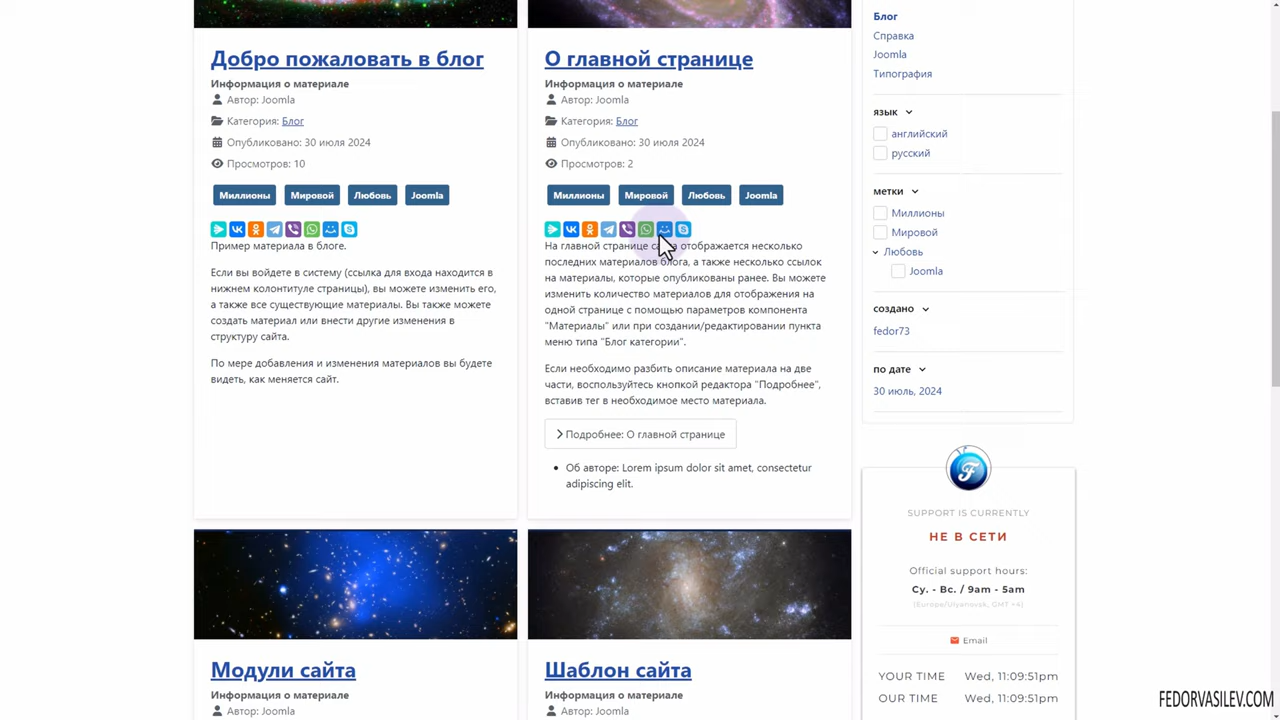 Добро пожаловать в блог
Информация о материале
Автор: Joomla
Категория: Блог
Опубликовано: 30 июля 2024
Просмотров: 10
Миллионы Мировой Любовь Joomla
Пример материала в блоге.
Если вы войдете в систему (ссылка для входа находится в
нижнем колонтитуле страницы), вы можете изменить его,
а также все существующие материалы. Вы также можете
создать материал или внести другие изменения в
структуру сайта.
По мере добавления и изменения материалов вы будете
видеть, как меняется сайт.
О главной странице
Информация о материале
Автор: Joomla
Категория: Блог
Опубликовано: 30 июля 2024
Просмотров: 2
Миллионы Мировой Любовь Joomla
На главной странице отображается несколько
последних материалов блога, а также несколько ссылок
на материалы, которые опубликованы ранее. Вы можете
изменить количество материалов для отображения на
одной странице с помощью параметров компонента
"Материалы" или при создании/редактировании пункта
меню типа "Блог категории".
Если необходимо разбить описание материала на две
части, воспользуйтесь кнопкой редактора "Подробнее",
вставив тег в необходимое место материала.
Подробнее: О главной странице
Об авторе: Lorem ipsum dolor sit amet, consectetur
adipiscing elit.
Модули сайта
Информация о материале
Автор: Joomla
Шаблон сайта
Информация о материале
Автор: Joomla
Блог
Справка
Joomla
Типография
язык
английский
русский
метки
Миллионы
Мировой
Любовь
Joomla
создано
fedor73
по дате
30 июль, 2024
F
SUPPORT IS CURRENTLY
НЕ В СЕТИ
Official support hours:
Су. - Вс. / 9am - 5am
(Europe/Ulyanovsk, GMT +4)
Email
YOUR TIME Wed, 11:09:51pm
OUR TIME Wed, 11:09:51pm
FEDORVASILEV.COM